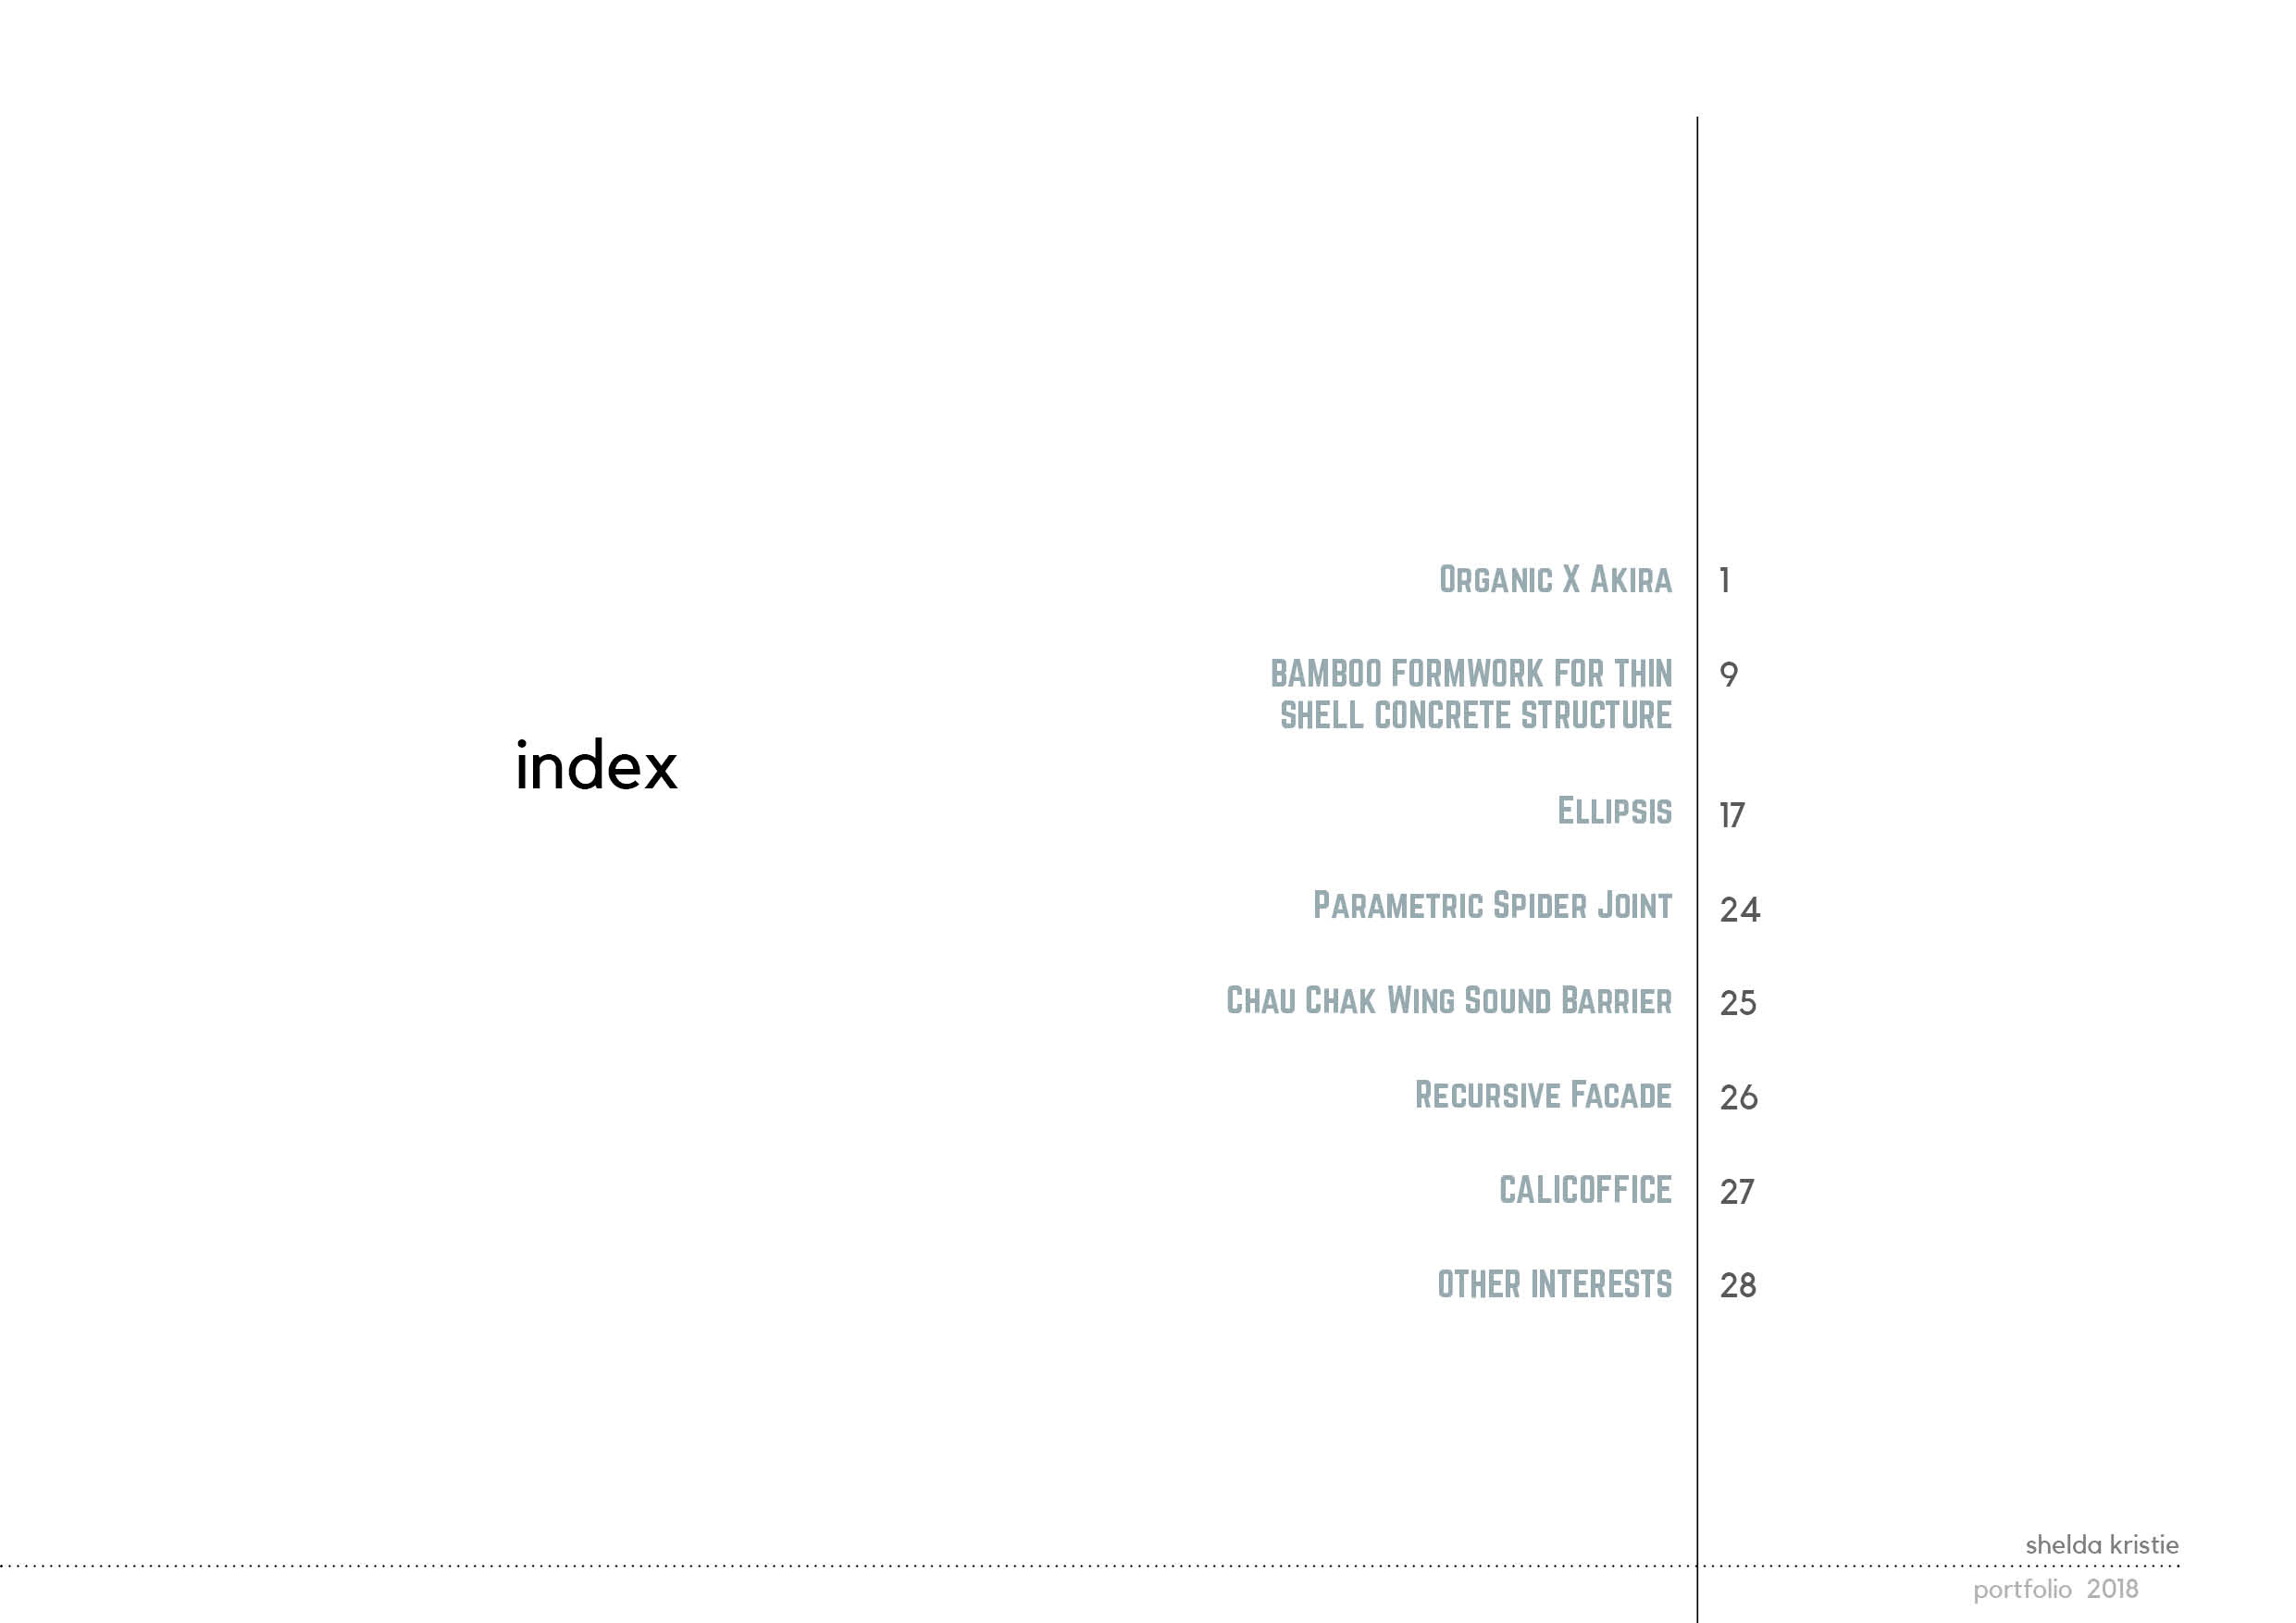 index
Organic X Akira 1
BAMBOO FORMWORK FOR THIN 9
SHELL CONCRETE STRUCTURE
Ellipsis 17
Parametric Spider Joint 24
Chau Chak Wing Sound Barrier 25
Recursive Facade 26
CALICOFFICE 27
OTHER INTERESTS 28
shelda kristie
portfolio 2018